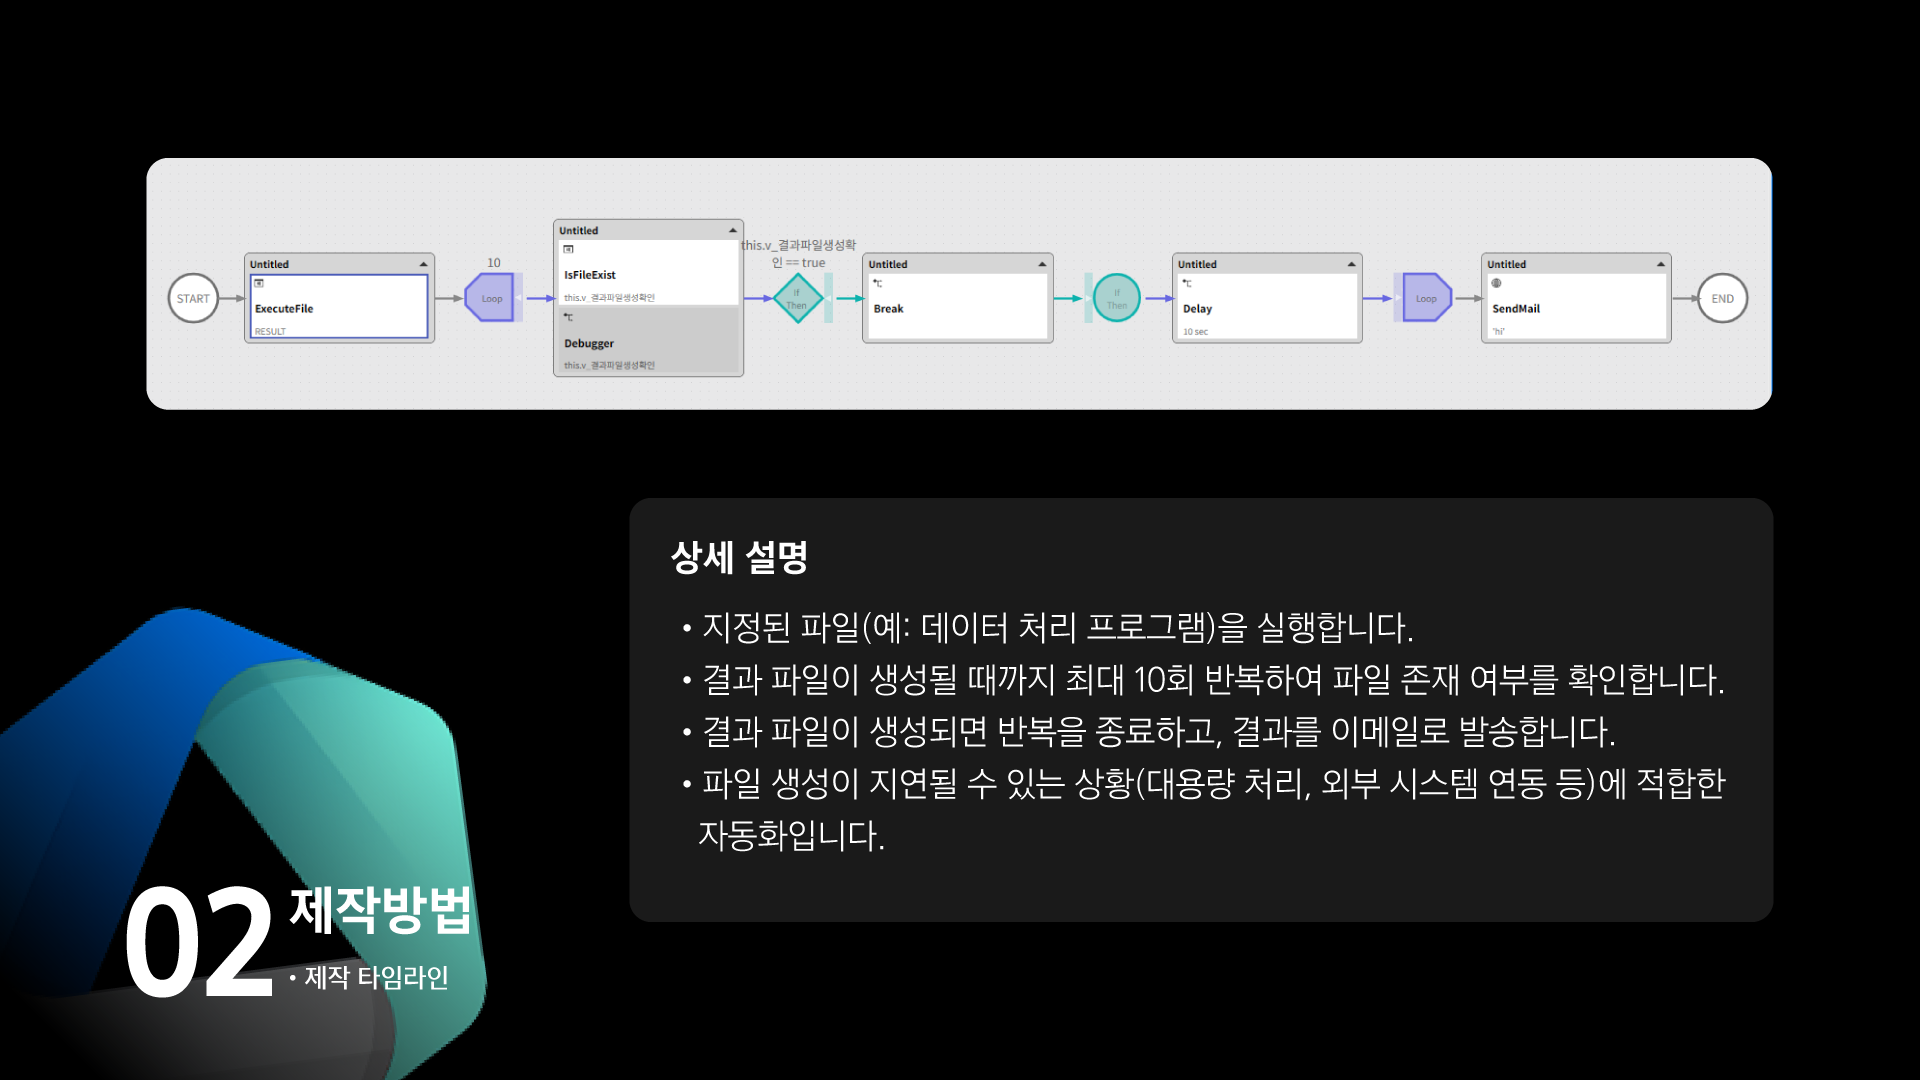 START
Untitled
ExecuteFile
RESULT
10
Loop
Untitled
IsFileExist
this.v_결과파일생성확인
Debugger
this.v_결과파일생성확인
this.v_결과파일생성확
인 == true
If
Then
Untitled
Break
If
Then
Untitled
Delay
10 sec
Loop
Untitled
SendMail
"hi"
END
상세 설명
• 지정된 파일(예: 데이터 처리 프로그램)을 실행합니다.
• 결과 파일이 생성될 때까지 최대 10회 반복하여 파일 존재 여부를 확인합니다.
• 결과 파일이 생성되면 반복을 종료하고, 결과를 이메일로 발송합니다.
• 파일 생성이 지연될 수 있는 상황(대용량 처리, 외부 시스템 연동 등)에 적합한
자동화입니다.
02 제작방법
• 제작 타임라인